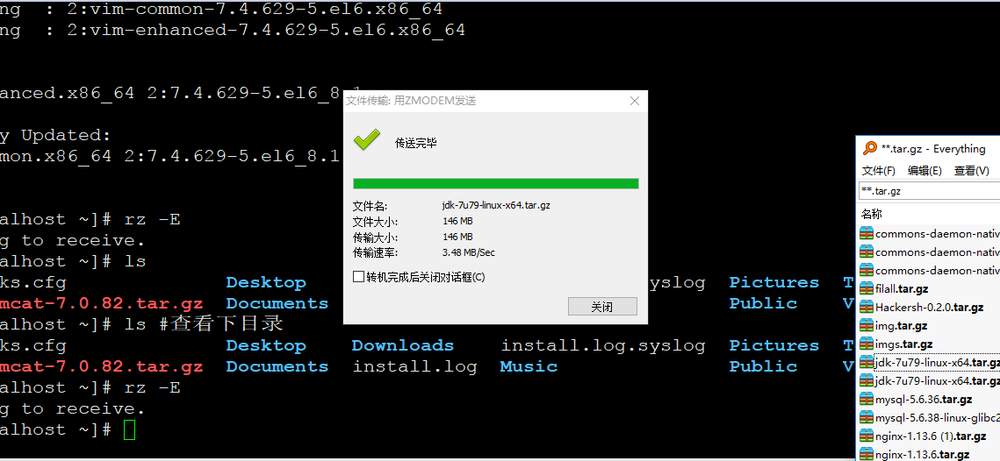 ng : 2:vim-common-7.4.629-5.el6.x86_64
ng : 2:vim-enhanced-7.4.629-5.el6.x86_64
anced.x86_64 2:7.4.629-5.el6_8.1
y Updated:
mon.x86_64 2:7.4.629-5.el6_8.1
alhost ~]# rz -E
g to receive.
alhost ~]# ls
ks.cfg Desktop yslog Pictures T
mcat-7.0.82.tar.gz Documents Public V
alhost ~]# ls #查看下目录
ks.cfg Desktop Downloads install.log.syslog Pictures T
mcat-7.0.82.tar.gz Documents install.log Music Public V
alhost ~]# rz -E
g to receive.
alhost ~]#
文件传输: 用ZMODEM发送
传送完毕
文件名: jdk-7u79-linux-x64.tar.gz
文件大小: 146 MB
传输大小: 146 MB
传输速率: 3.48 MB/Sec
转机完成后关闭对话框(C)
关闭
**.tar.gz - Everything
文件(F) 编辑(E) 查看(V)
**.tar.gz
名称
commons-daemon-nativ
commons-daemon-nativ
commons-daemon-nativ
filall.tar.gz
Hackersh-0.2.0.tar.gz
img.tar.gz
imgs.tar.gz
jdk-7u79-linux-x64.tar.gz
jdk-7u79-linux-x64.tar.gz
mysql-5.6.36.tar.gz
mysql-5.6.38-linux-glibc2
nginx-1.13.6 (1).tar.gz
nginx-1.13.6.tar.gz